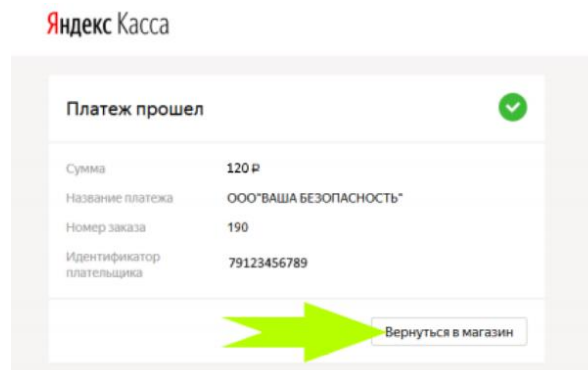 Яндекс Касса
Платеж прошел
Сумма 120 ₽
Название платежа ООО"ВАША БЕЗОПАСНОСТЬ"
Номер заказа 190
Идентификатор
плательщика 79123456789
Вернуться в магазин